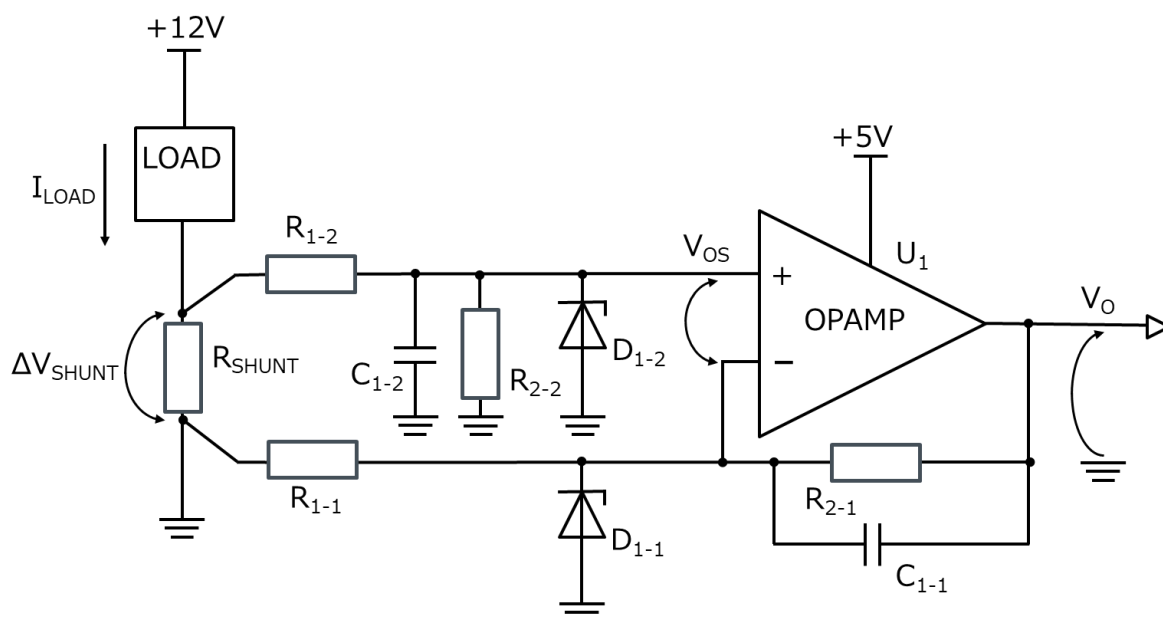 +12V
LOAD
I_LOAD
+5V
R_1-2
V_OS
U_1
+
OPAMP
V_O
ΔV_SHUNT
R_SHUNT
C_1-2
R_2-2
D_1-2
−
R_1-1
R_2-1
D_1-1
C_1-1